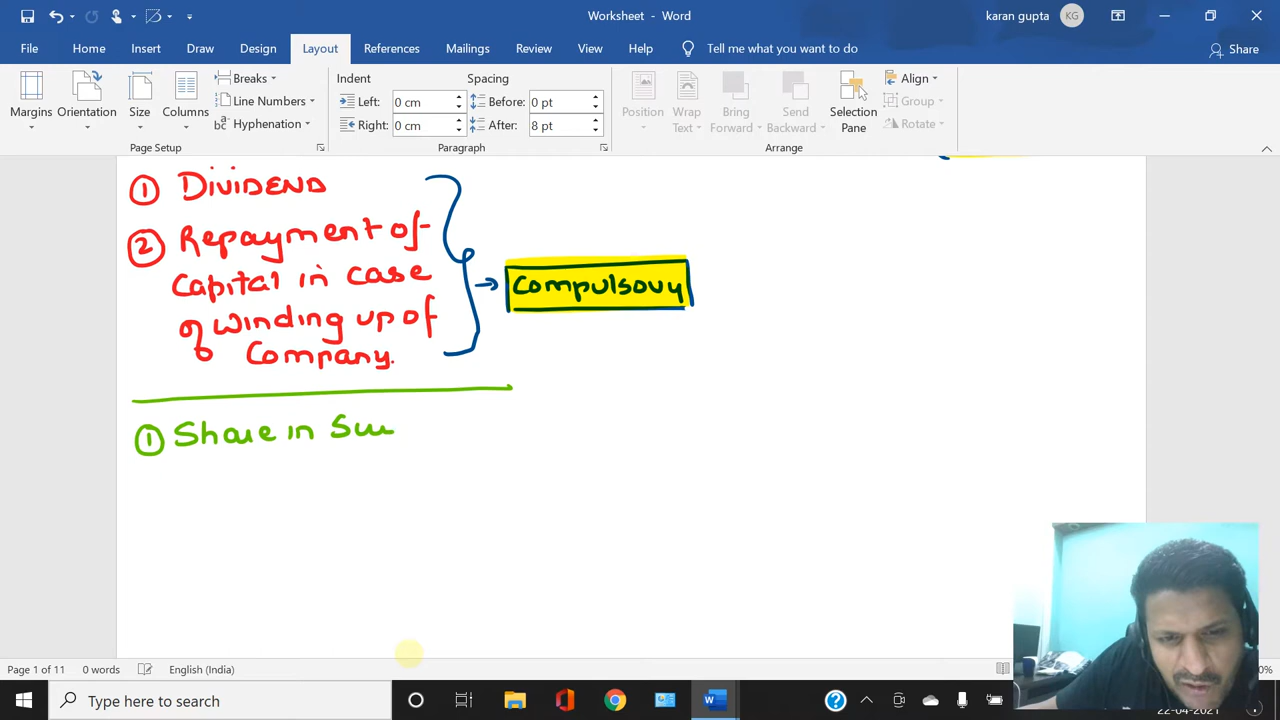 Worksheet - Word
karan gupta
KG
File Home Insert Draw Design Layout References Mailings Review View Help Tell me what you want to do
Share
Margins
Orientation
Size
Columns
Breaks
Line Numbers
Hyphenation
Page Setup
Indent
Left: 0 cm
Right: 0 cm
Spacing
Before: 0 pt
After: 8 pt
Paragraph
Position
Wrap Text
Bring Forward
Send Backward
Selection Pane
Align
Group
Rotate
Arrange
① DIVIDEND
② Repayment of
Capital in case
of winding up of
Company.
Compulsory
① Share in Sur
Page 1 of 11 0 words English (India)
Type here to search
22-04-2021